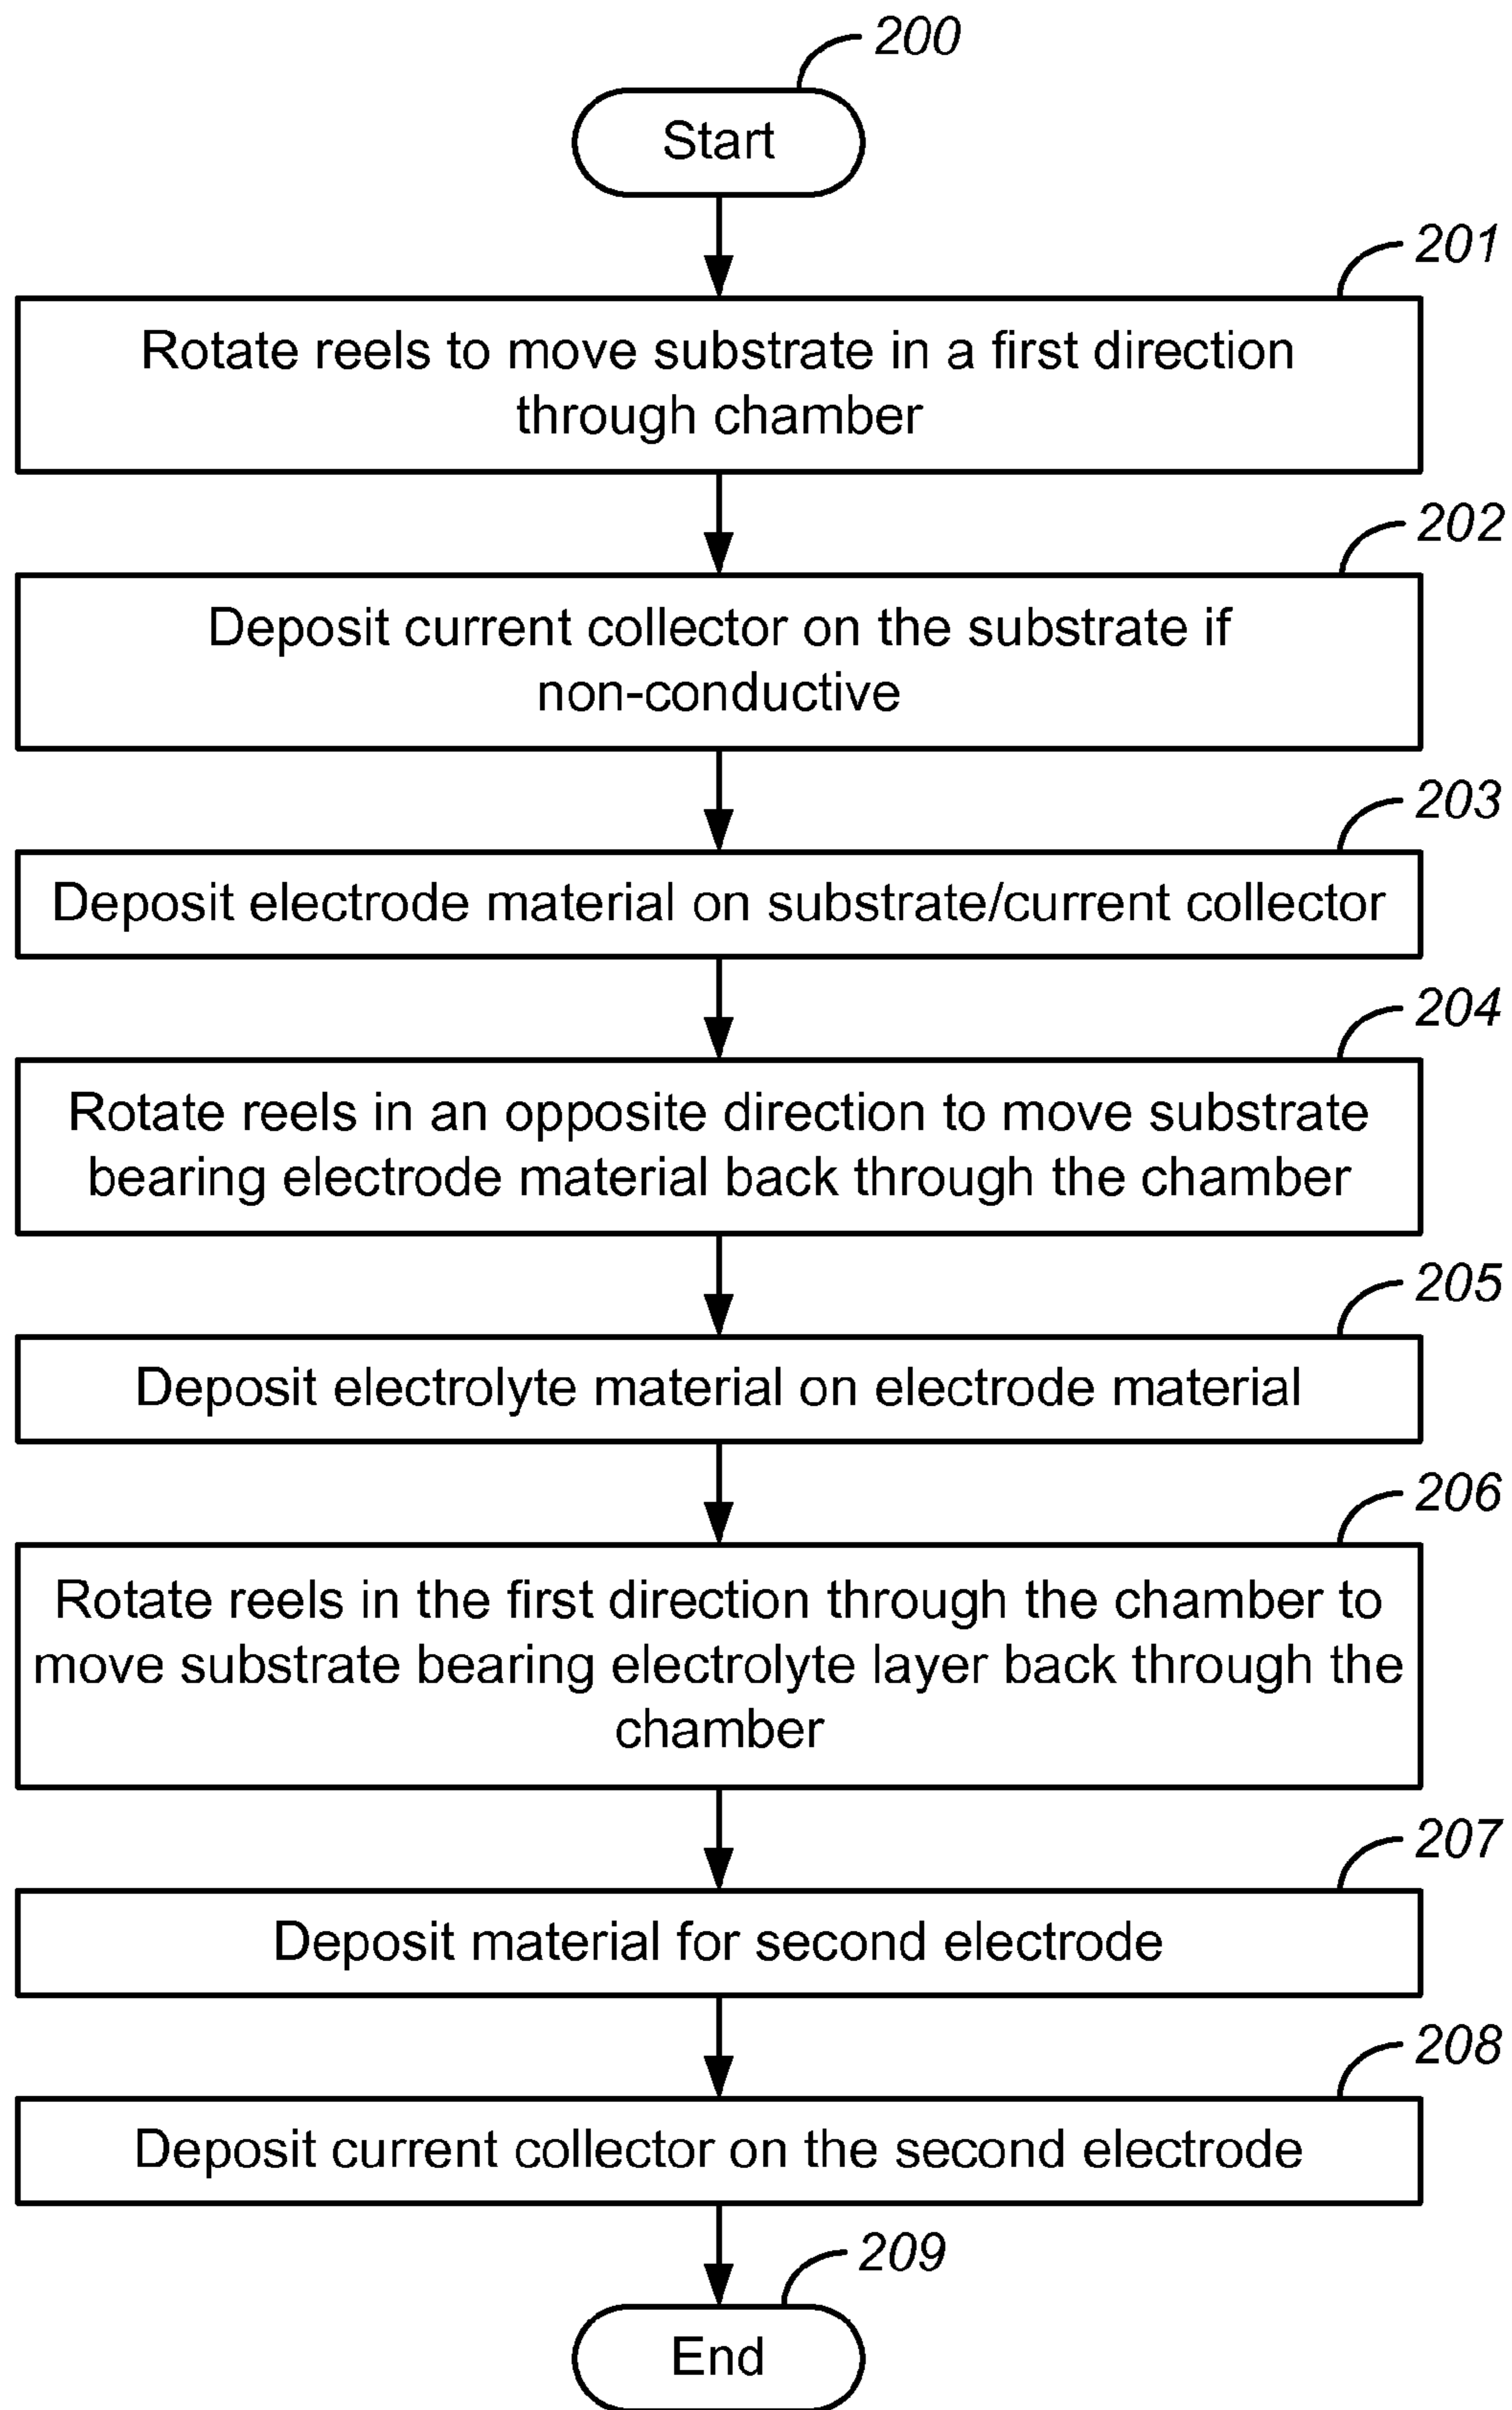 200
Start
201
Rotate reels to move substrate in a first direction
through chamber
202
Deposit current collector on the substrate if
non-conductive
203
Deposit electrode material on substrate/current collector
204
Rotate reels in an opposite direction to move substrate
bearing electrode material back through the chamber
205
Deposit electrolyte material on electrode material
206
Rotate reels in the first direction through the chamber to
move substrate bearing electrolyte layer back through the
chamber
207
Deposit material for second electrode
208
Deposit current collector on the second electrode
209
End